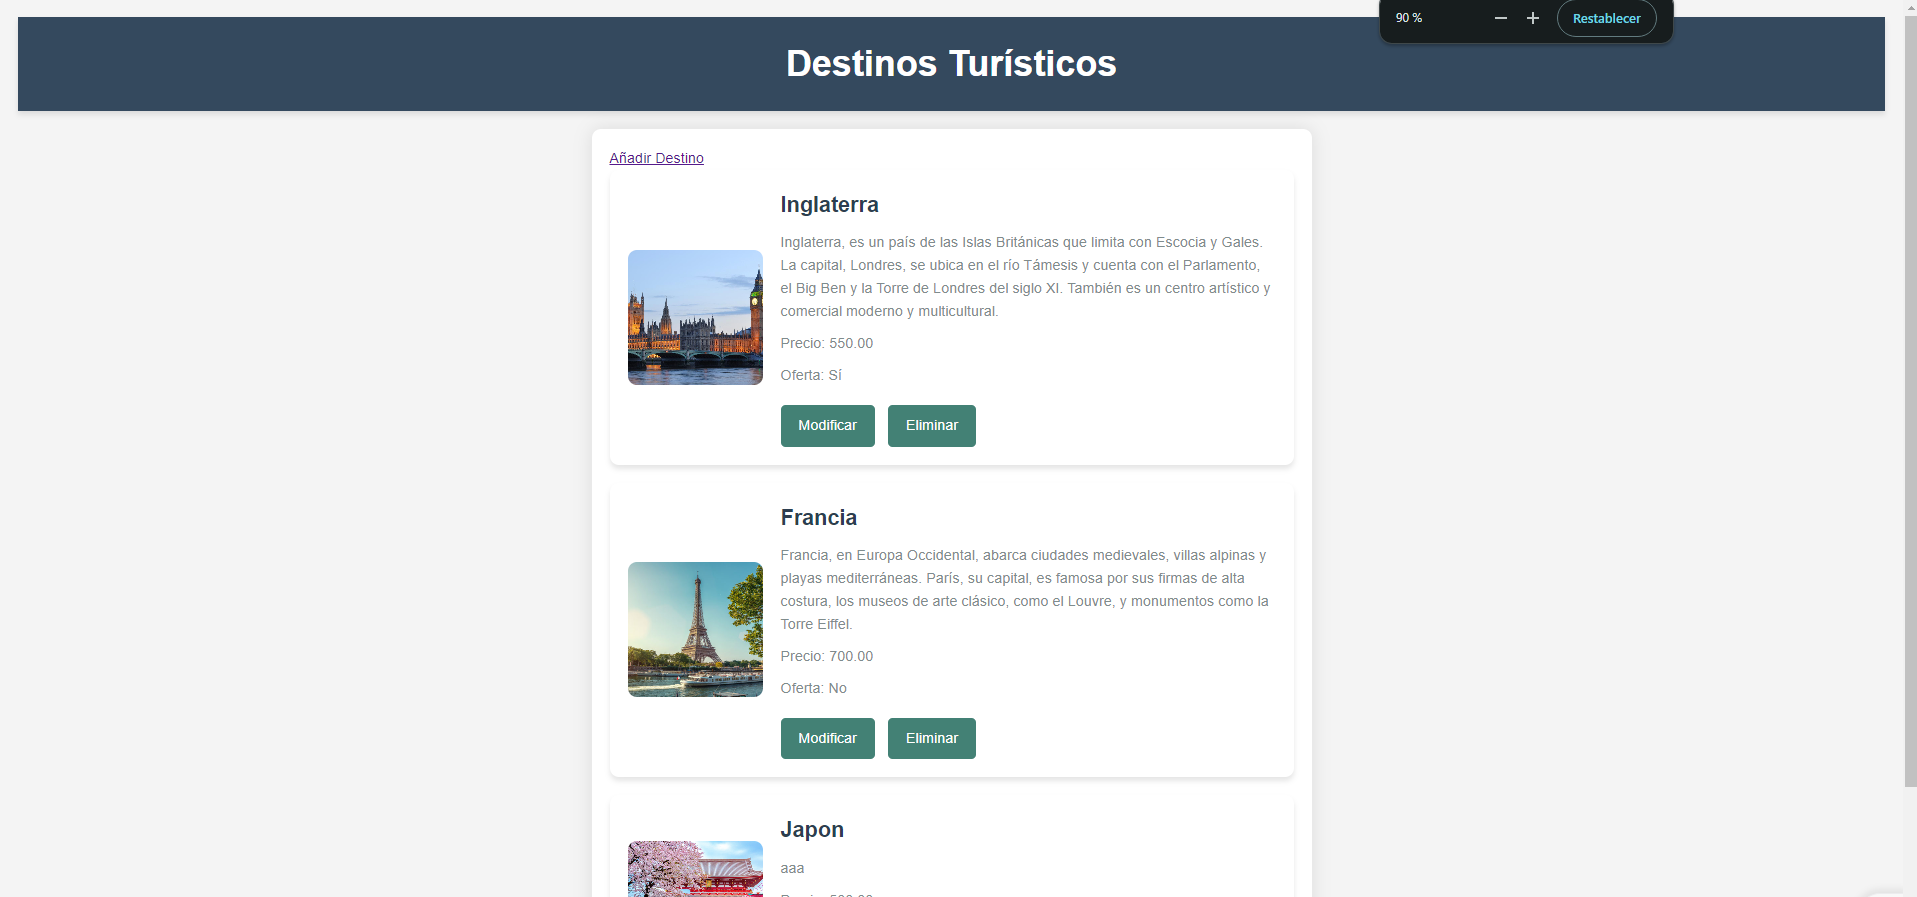 90 %
Restablecer
Destinos Turísticos
Añadir Destino
Inglaterra
Inglaterra, es un país de las Islas Británicas que limita con Escocia y Gales.
La capital, Londres, se ubica en el río Támesis y cuenta con el Parlamento,
el Big Ben y la Torre de Londres del siglo XI. También es un centro artístico y
comercial moderno y multicultural.
Precio: 550.00
Oferta: Sí
Modificar Eliminar
Francia
Francia, en Europa Occidental, abarca ciudades medievales, villas alpinas y
playas mediterráneas. París, su capital, es famosa por sus firmas de alta
costura, los museos de arte clásico, como el Louvre, y monumentos como la
Torre Eiffel.
Precio: 700.00
Oferta: No
Modificar Eliminar
Japon
aaa